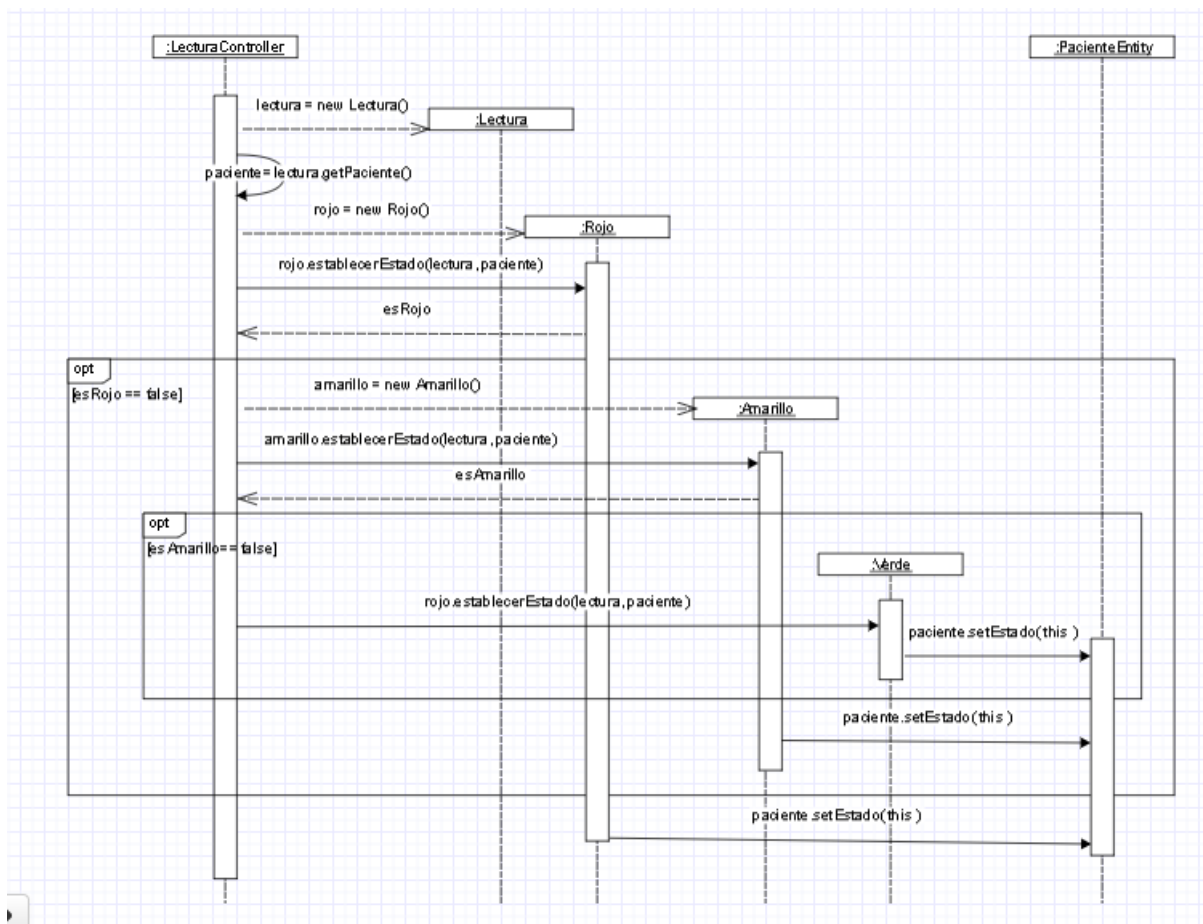 :LecturaController
:PacienteEntity
lectura = new Lectura()
:Lectura
paciente=lectura.getPaciente()
rojo = new Rojo()
:Rojo
rojo.establecerEstado(lectura,paciente)
esRojo
opt
[esRojo == false]
amarillo = new Amarillo()
:Amarillo
amarillo.establecerEstado(lectura,paciente)
esAmarillo
opt
[esAmarillo== false]
:Verde
rojo.establecerEstado(lectura,paciente)
paciente.setEstado(this )
paciente.setEstado(this )
paciente.setEstado(this )